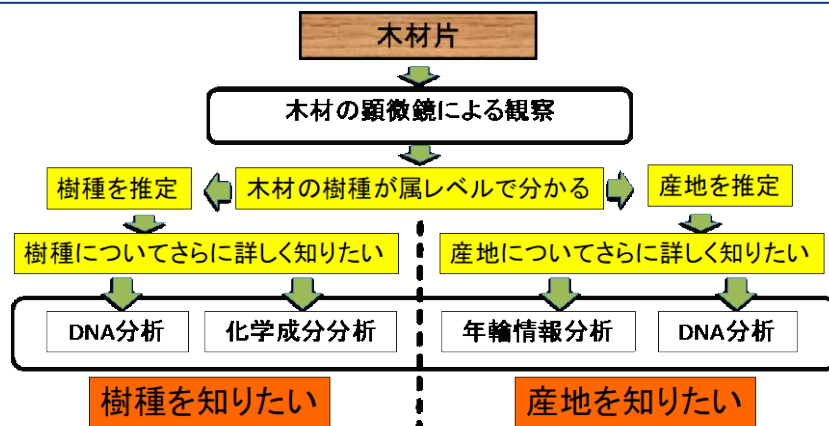 木材片
木材の顕微鏡による観察
樹種を推定
木材の樹種が属レベルで分かる
産地を推定
樹種についてさらに詳しく知りたい
産地についてさらに詳しく知りたい
DNA分析
化学成分分析
年輪情報分析
DNA分析
樹種を知りたい
産地を知りたい